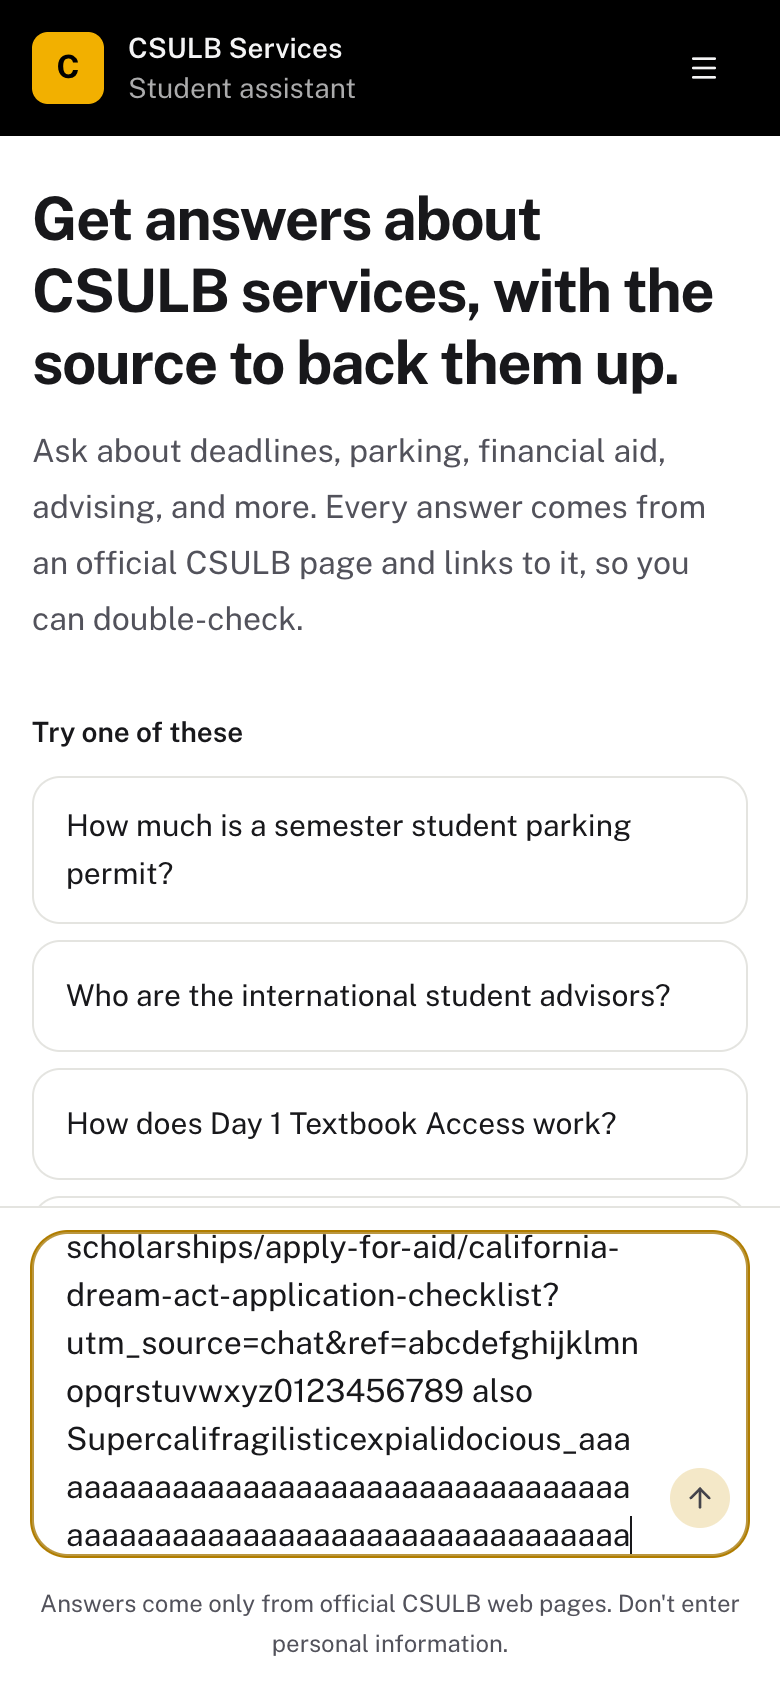 C
CSULB Services
Student assistant
Get answers about
CSULB services, with the
source to back them up.
Ask about deadlines, parking, financial aid,
advising, and more. Every answer comes from
an official CSULB page and links to it, so you
can double-check.
Try one of these
How much is a semester student parking
permit?
Who are the international student advisors?
How does Day 1 Textbook Access work?
scholarships/apply-for-aid/california-
dream-act-application-checklist?
utm_source=chat&ref=abcdefghijklmn
opqrstuvwxyz0123456789 also
Supercalifragilisticexpialidocious_aaa
aaaaaaaaaaaaaaaaaaaaaaaaaaaaaaaa
aaaaaaaaaaaaaaaaaaaaaaaaaaaaaaaa
Answers come only from official CSULB web pages. Don't enter
personal information.